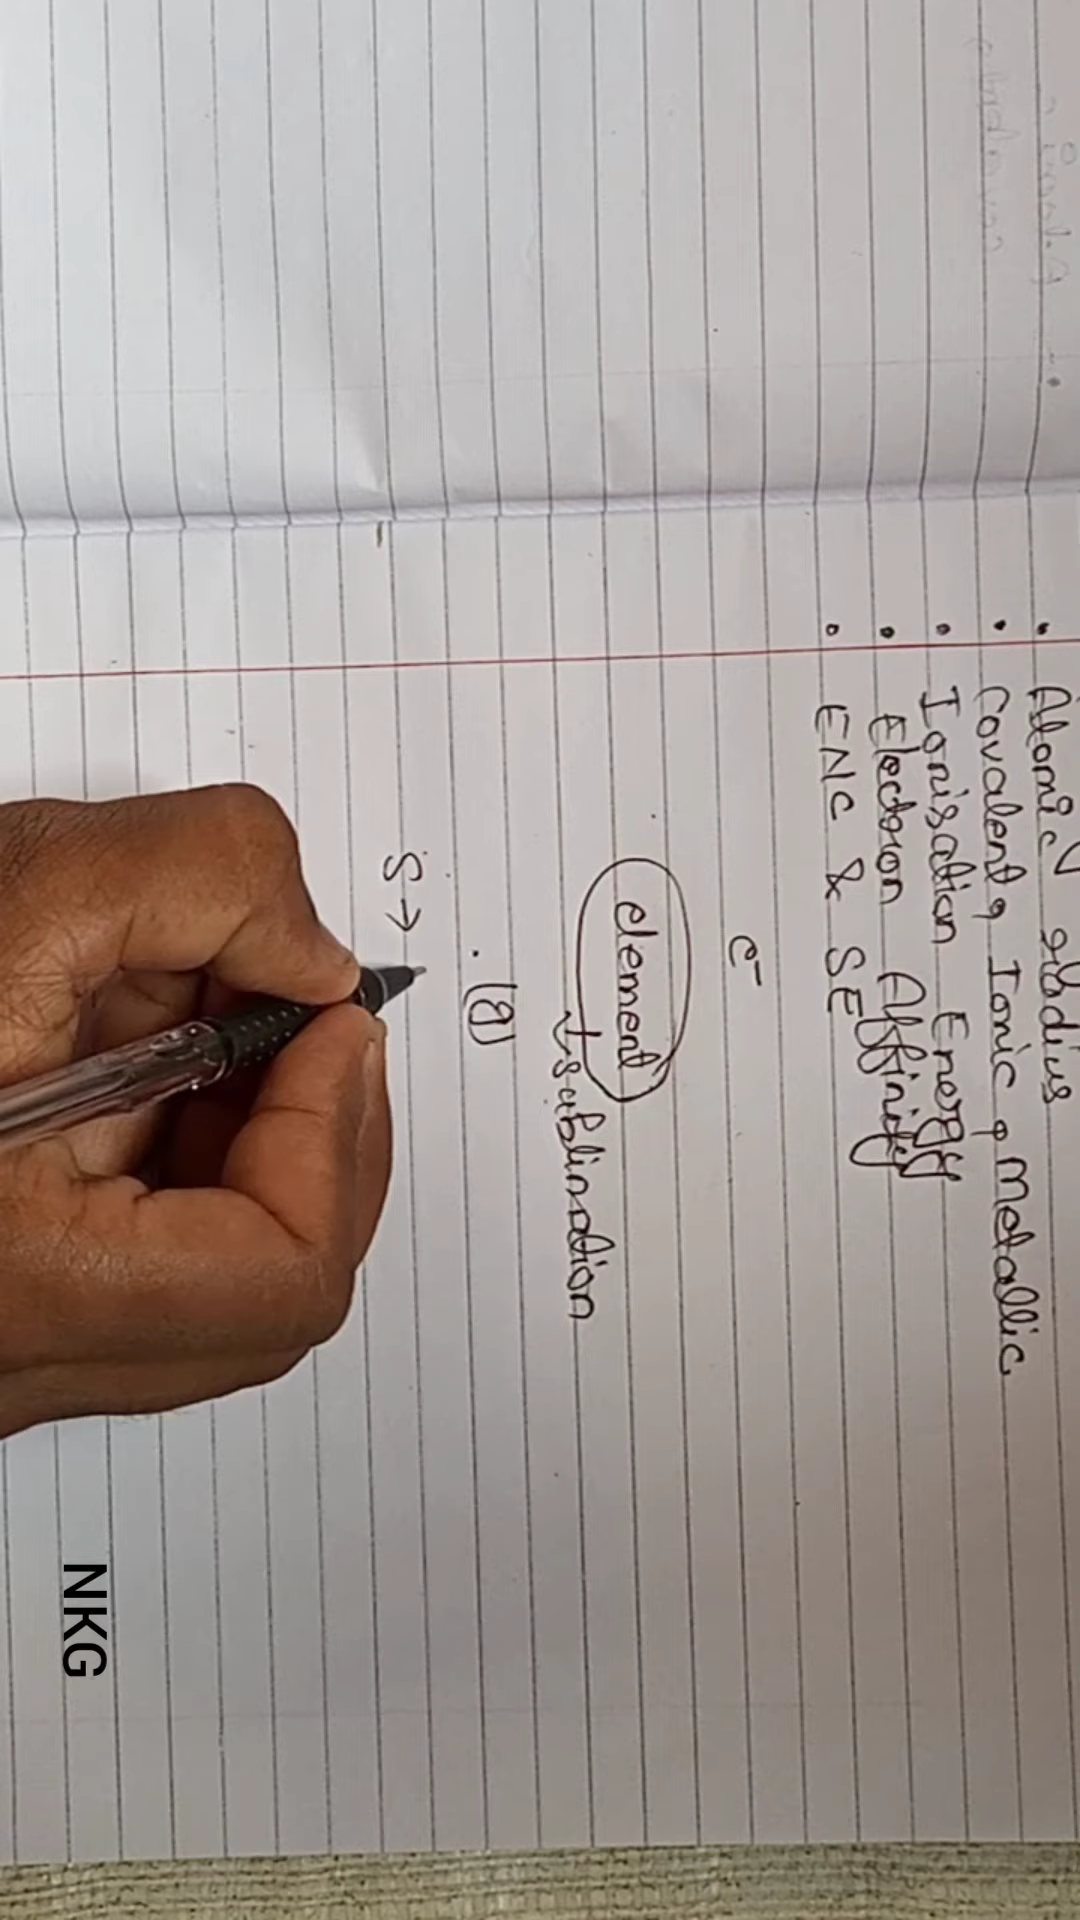 • Atomic radius
• Covalent, Ionic, Metallic
• Ionisation Energy
• Electron Affinity
• ENC & SE
e⁻
element
↓ sublimation
(g)
S →
NKG